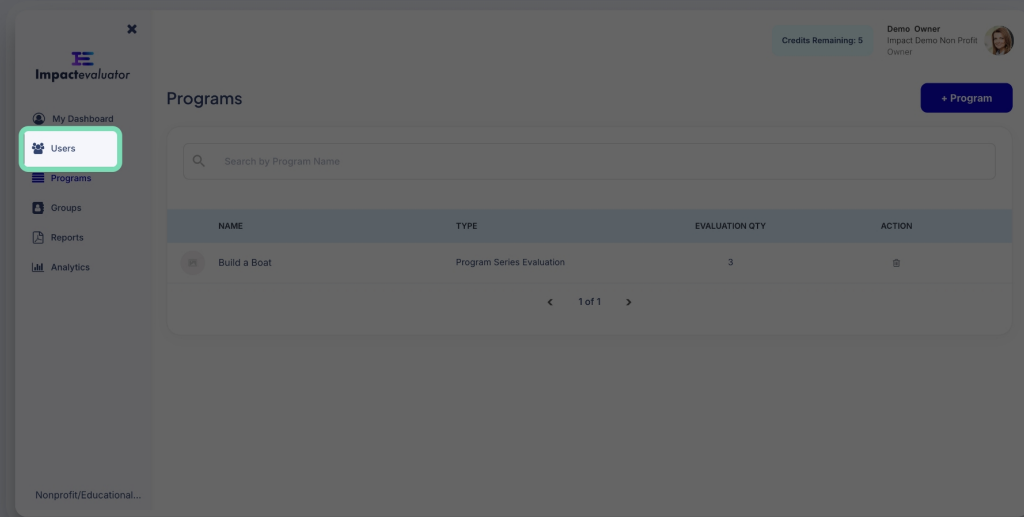 Credits Remaining: 5
Demo Owner
Impact Demo Non Profit
Owner
IE
Impactevaluator
My Dashboard
Users
Programs
Groups
Reports
Analytics
Nonprofit/Educational...
Programs
+ Program
Search by Program Name
NAME TYPE EVALUATION QTY ACTION
Build a Boat Program Series Evaluation 3
1 of 1